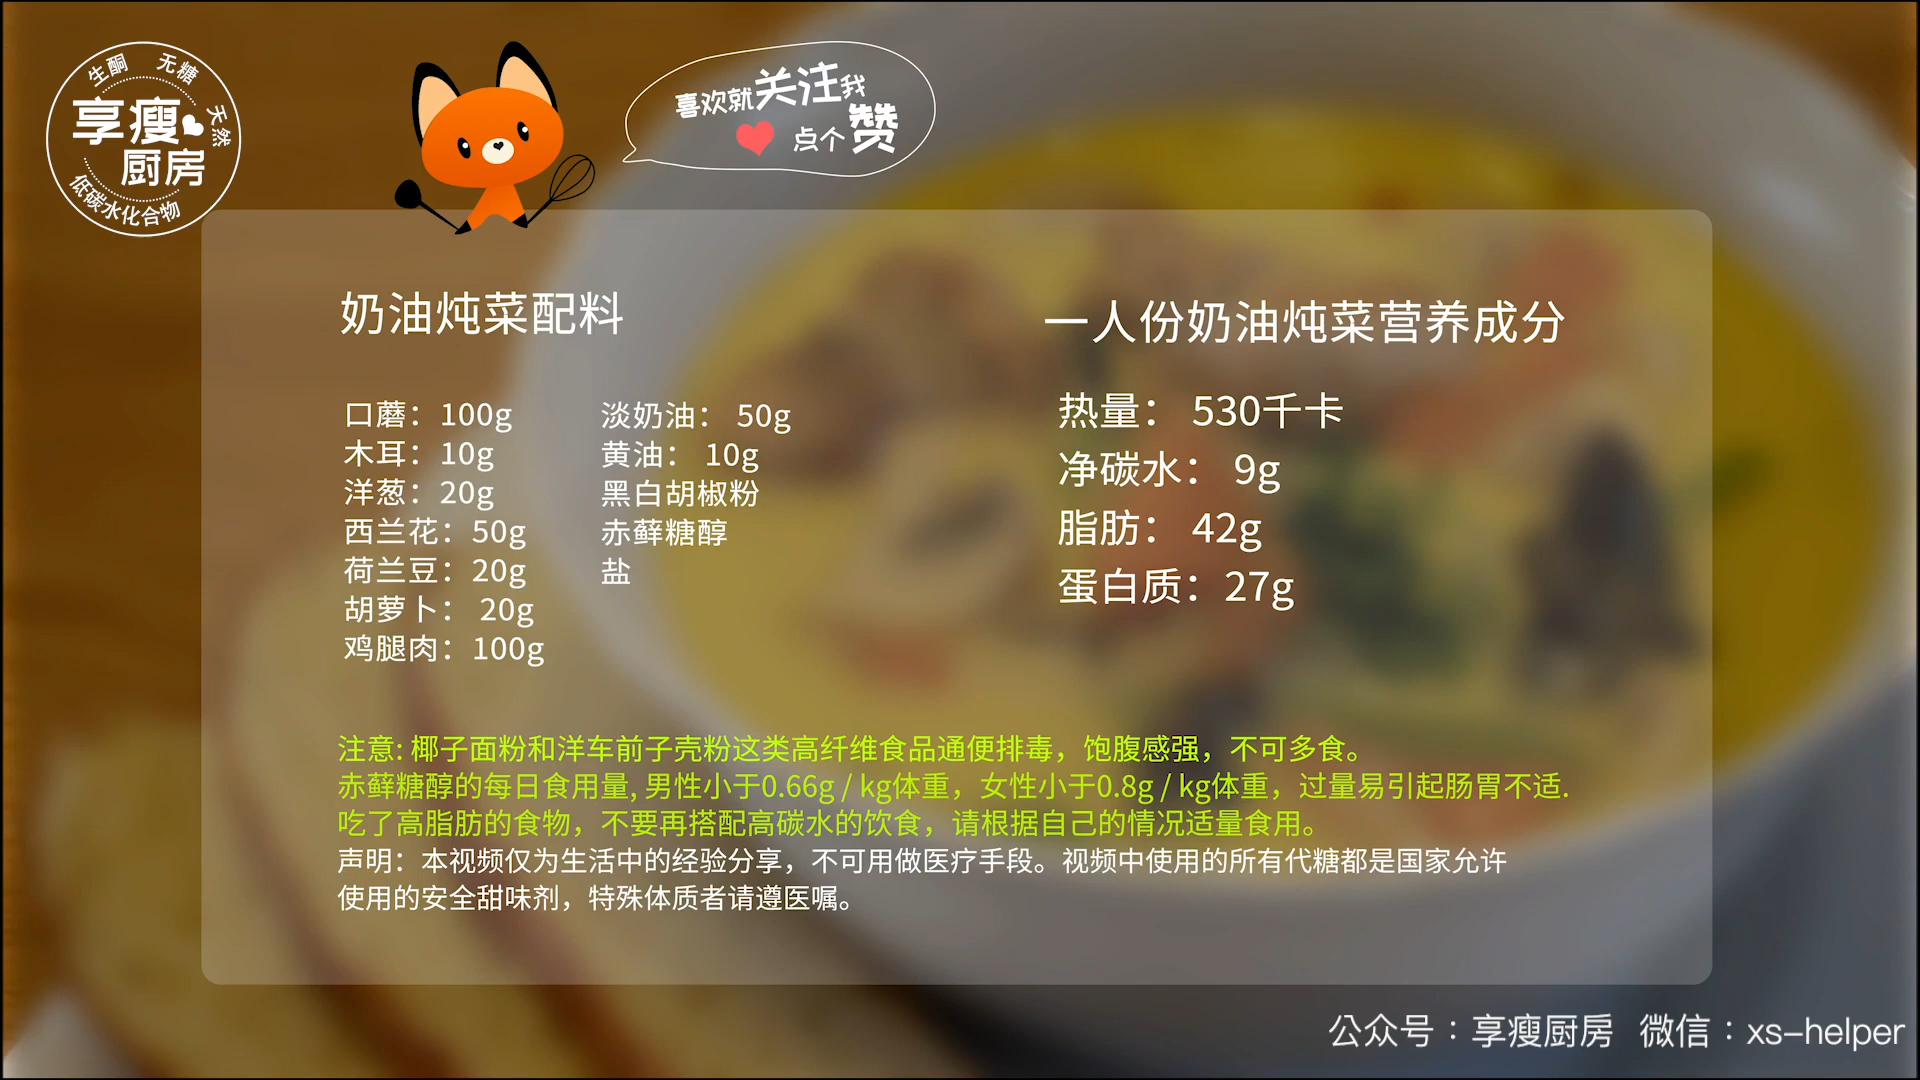 生酮 无糖 天然
享瘦
厨房
低碳水化合物
喜欢就关注我
点个赞
奶油炖菜配料
口蘑：100g
木耳：10g
洋葱：20g
西兰花：50g
荷兰豆：20g
胡萝卜： 20g
鸡腿肉：100g
淡奶油： 50g
黄油： 10g
黑白胡椒粉
赤藓糖醇
盐
一人份奶油炖菜营养成分
热量： 530千卡
净碳水： 9g
脂肪： 42g
蛋白质：27g
注意: 椰子面粉和洋车前子壳粉这类高纤维食品通便排毒，饱腹感强，不可多食。
赤藓糖醇的每日食用量, 男性小于0.66g / kg体重，女性小于0.8g / kg体重，过量易引起肠胃不适.
吃了高脂肪的食物，不要再搭配高碳水的饮食，请根据自己的情况适量食用。
声明：本视频仅为生活中的经验分享，不可用做医疗手段。视频中使用的所有代糖都是国家允许
使用的安全甜味剂，特殊体质者请遵医嘱。
公众号：享瘦厨房 微信：xs-helper